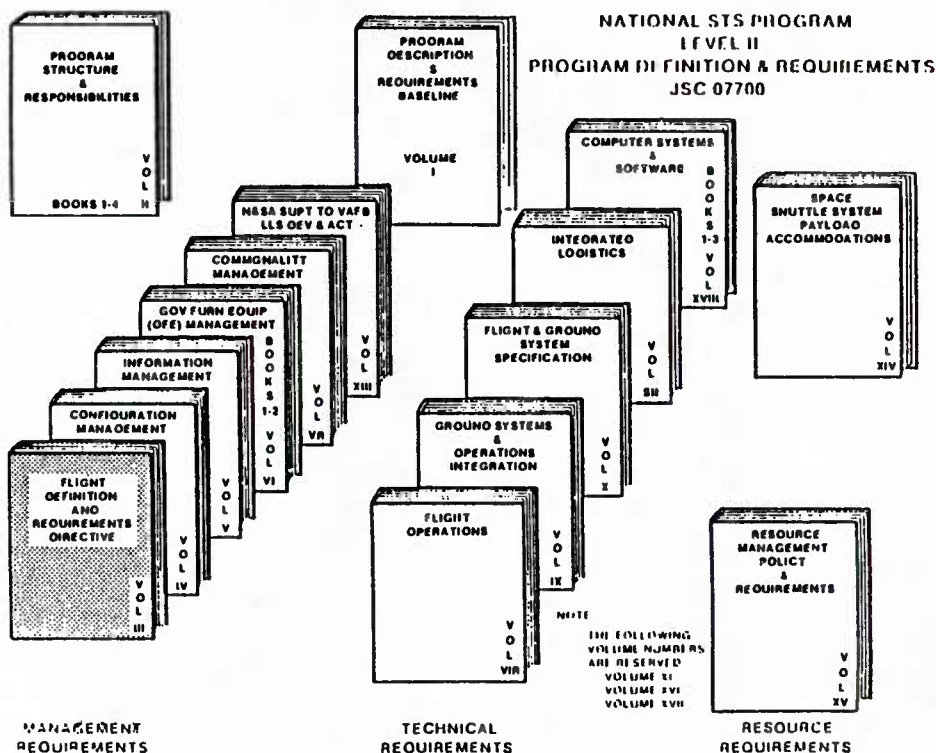 NATIONAL STS PROGRAM
LEVEL II
PROGRAM DEFINITION & REQUIREMENTS
JSC 07700
PROGRAM
STRUCTURE
&
RESPONSIBILITIES
VOL II
BOOKS 1-4
PROGRAM
DESCRIPTION
&
REQUIREMENTS
BASELINE
VOLUME
I
NASA SUPT TO VAFB
LLS DEV & ACT
VOL XIII
COMMONALITY
MANAGEMENT
GOV FURN EQUIP
(GFE) MANAGEMENT
BOOKS 1-2 VOL VI
INFORMATION
MANAGEMENT
VOL V
CONFIGURATION
MANAGEMENT
VOL IV
FLIGHT
DEFINITION
AND
REQUIREMENTS
DIRECTIVE
VOL III
COMPUTER SYSTEMS
&
SOFTWARE
BOOKS 1-3 VOL XVIII
INTEGRATED
LOGISTICS
VOL
FLIGHT & GROUND
SYSTEM
SPECIFICATION
VOL X
GROUND SYSTEMS
&
OPERATIONS
INTEGRATION
VOL IX
FLIGHT
OPERATIONS
VOL
SPACE
SHUTTLE SYSTEM
PAYLOAD
ACCOMMODATIONS
VOL XIV
RESOURCE
MANAGEMENT
POLICY
&
REQUIREMENTS
VOL XV
NOTE
THE FOLLOWING
VOLUME NUMBERS
ARE RESERVED
VOLUME XI
VOLUME XVI
VOLUME XVII
MANAGEMENT
REQUIREMENTS
TECHNICAL
REQUIREMENTS
RESOURCE
REQUIREMENTS